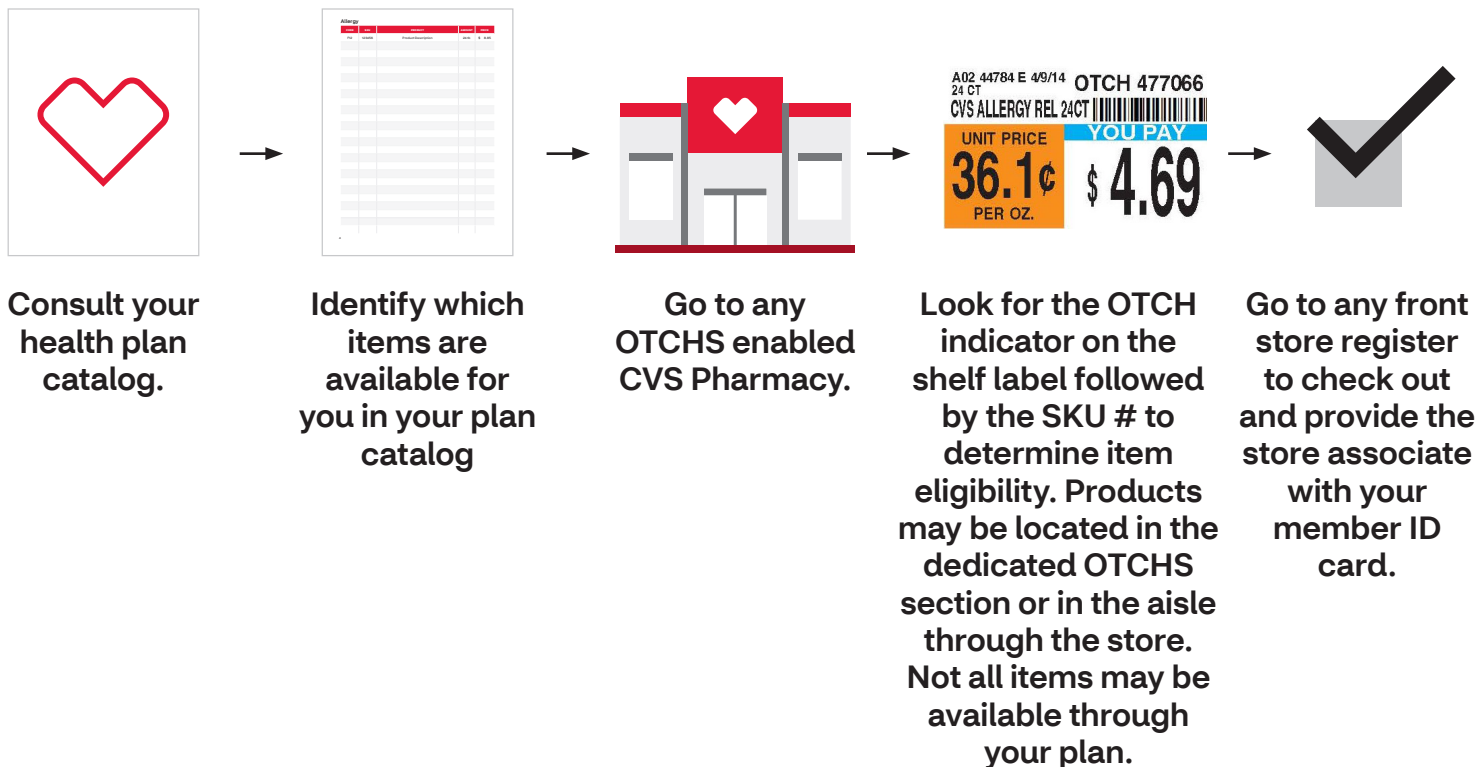 Allergy
A02 44784 E 4/9/14
24 CT
OTCH 477066
CVS ALLERGY REL 24CT
UNIT PRICE
YOU PAY
36.1¢
$ 4.69
PER OZ.
Consult your
health plan
catalog.
Identify which
items are
available for
you in your plan
catalog
Go to any
OTCHS enabled
CVS Pharmacy.
Look for the OTCH
indicator on the
shelf label followed
by the SKU # to
determine item
eligibility. Products
may be located in the
dedicated OTCHS
section or in the aisle
through the store.
Not all items may be
available through
your plan.
Go to any front
store register
to check out
and provide the
store associate
with your
member ID
card.